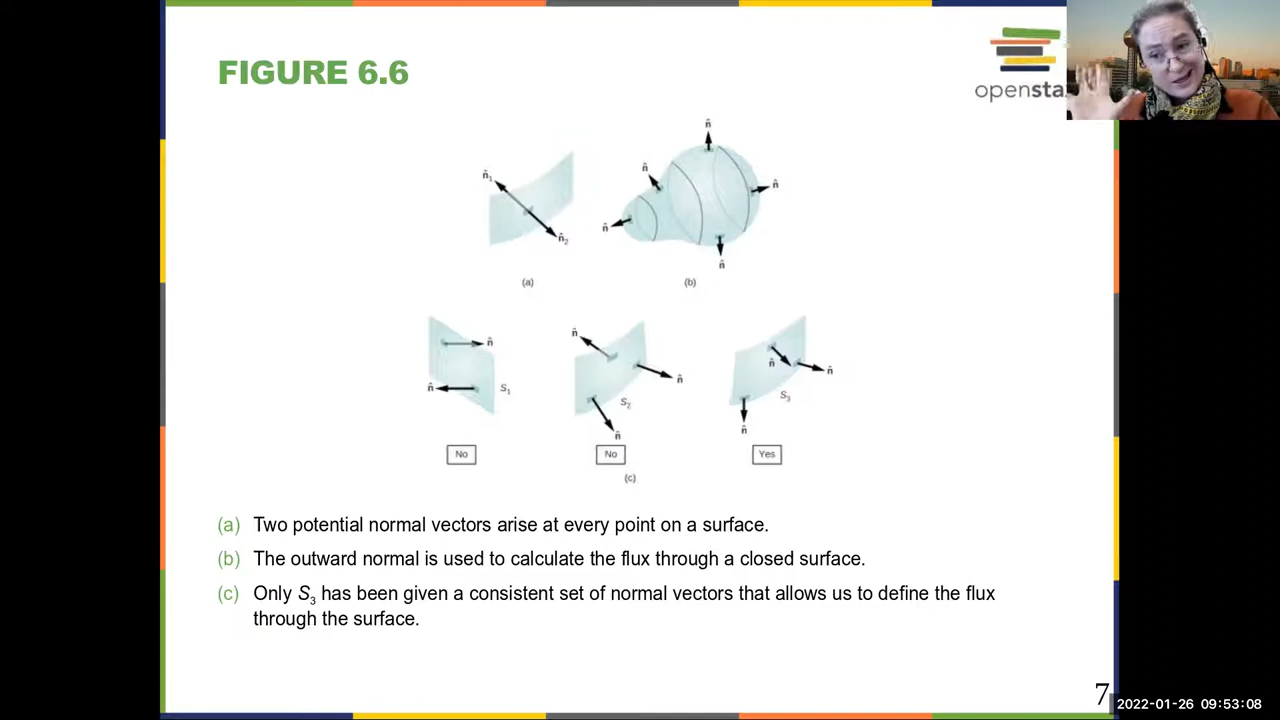 FIGURE 6.6
opensta
n̂
n̂
n̂₁
n̂
n̂₂
n̂
n̂
(a)
(b)
n̂
n̂
n̂
n̂
n̂
n̂
S₁
S₂
S₃
n̂
n̂
No
No
Yes
(c)
(a) Two potential normal vectors arise at every point on a surface.
(b) The outward normal is used to calculate the flux through a closed surface.
(c) Only S₃ has been given a consistent set of normal vectors that allows us to define the flux
through the surface.
7
2022-01-26 09:53:08